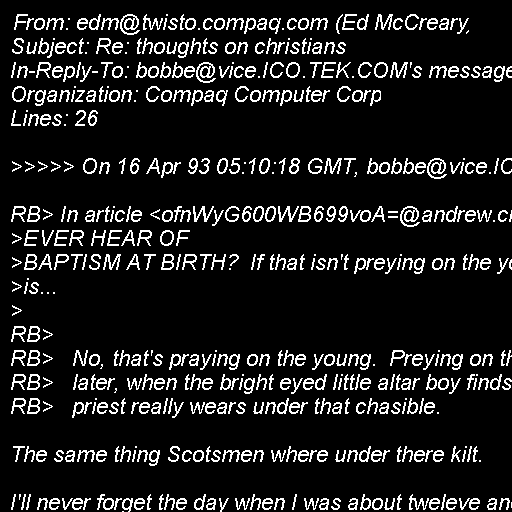 From: edm@twisto.compaq.com (Ed McCreary,
Subject: Re: thoughts on christians
In-Reply-To: bobbe@vice.ICO.TEK.COM's message
Organization: Compaq Computer Corp
Lines: 26
>>>>> On 16 Apr 93 05:10:18 GMT, bobbe@vice.IC
RB> In article <ofnWyG600WB699voA=@andrew.c
>EVER HEAR OF
>BAPTISM AT BIRTH?  If that isn't preying on the yo
>is...
>
RB>
RB>   No, that's praying on the young.  Preying on th
RB>   later, when the bright eyed little altar boy finds
RB>   priest really wears under that chasible.
The same thing Scotsmen where under there kilt.
I'll never forget the day when I was about tweleve an